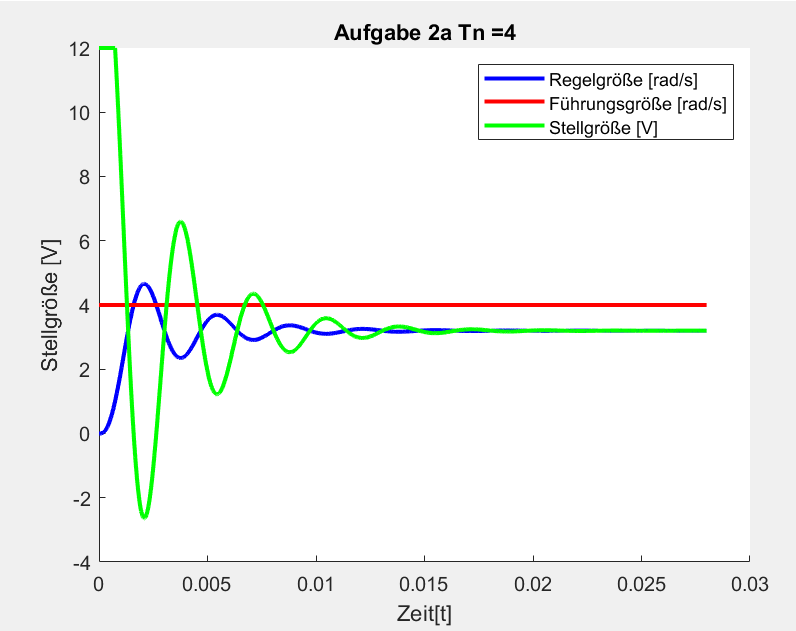 Aufgabe 2a Tn =4
Regelgröße [rad/s]
Führungsgröße [rad/s]
Stellgröße [V]
Stellgröße [V]
12
10
8
6
4
2
0
-2
-4
0
0.005
0.01
0.015
0.02
0.025
0.03
Zeit[t]